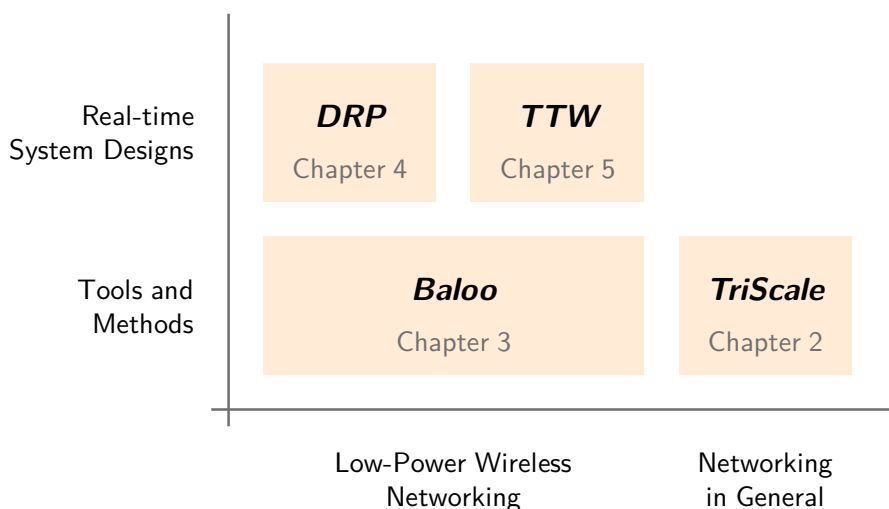 Real-time
System Designs
DRP
Chapter 4
TTW
Chapter 5
Tools and
Methods
Baloo
Chapter 3
TriScale
Chapter 2
Low-Power Wireless
Networking
Networking
in General